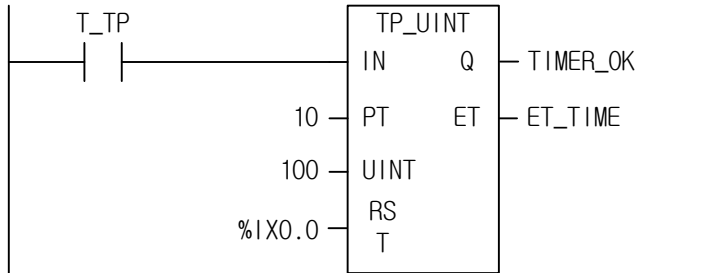 T_TP
TP_UINT
IN Q TIMER_OK
10 PT ET ET_TIME
100 UINT
%IX0.0 RS
T